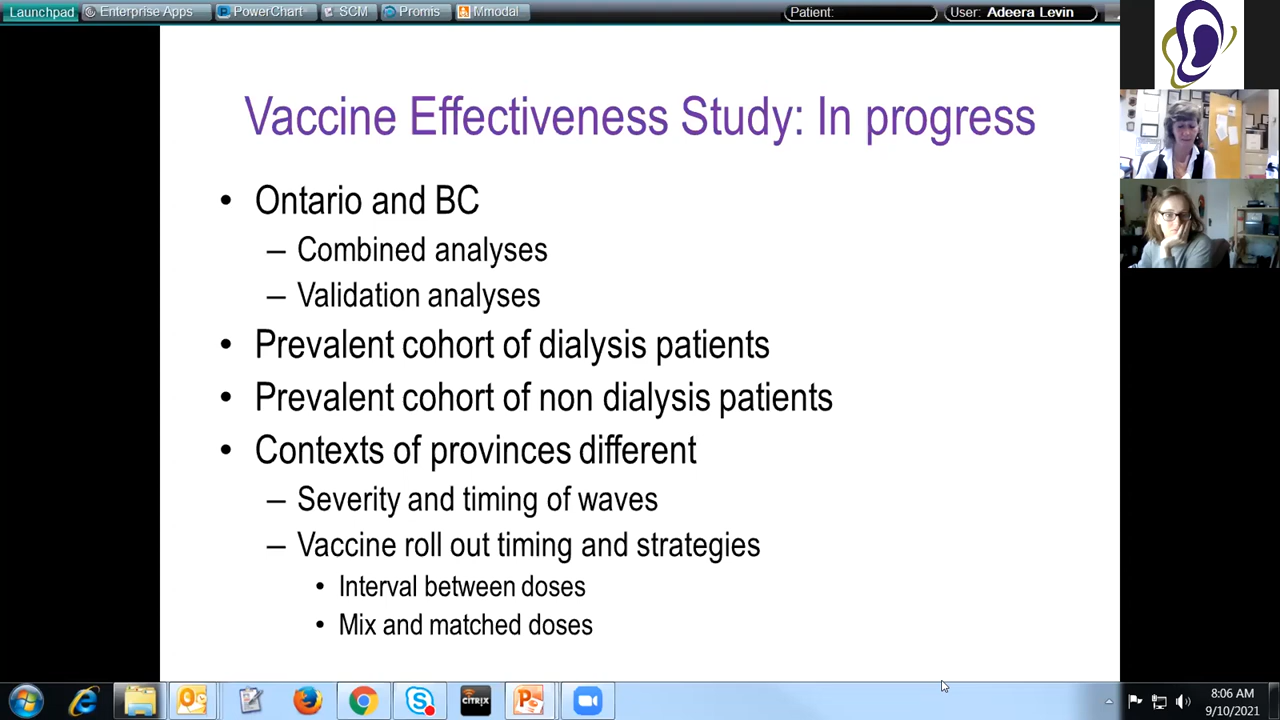 Launchpad Enterprise Apps PowerChart SCM Promis Mmodal Patient: User: Adeera Levin
Vaccine Effectiveness Study: In progress
• Ontario and BC
– Combined analyses
– Validation analyses
• Prevalent cohort of dialysis patients
• Prevalent cohort of non dialysis patients
• Contexts of provinces different
– Severity and timing of waves
– Vaccine roll out timing and strategies
• Interval between doses
• Mix and matched doses
CITRIX
8:06 AM
9/10/2021